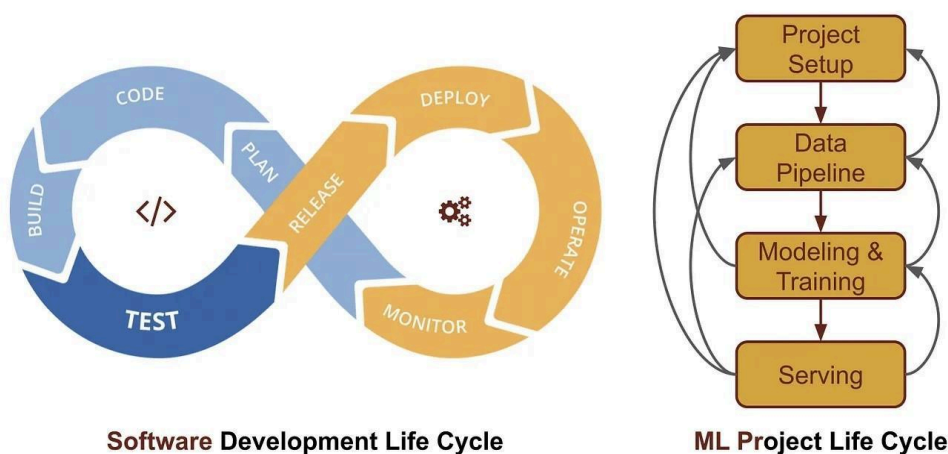 CODE
PLAN
BUILD
TEST
</>
RELEASE
DEPLOY
OPERATE
MONITOR
Software Development Life Cycle
Project
Setup
Data
Pipeline
Modeling &
Training
Serving
ML Project Life Cycle